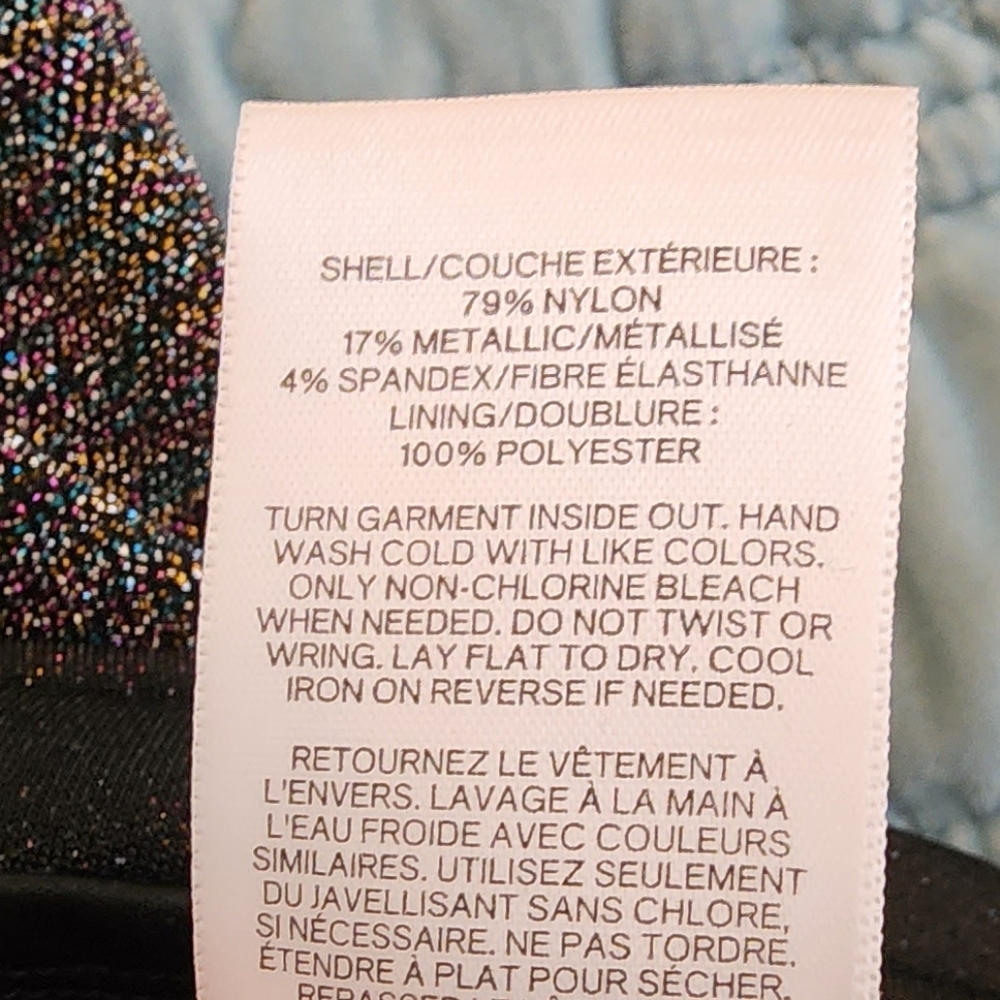 SHELL/COUCHE EXTÉRIEURE :
79% NYLON
17% METALLIC/MÉTALLISÉ
4% SPANDEX/FIBRE ÉLASTHANNE
LINING/DOUBLURE :
100% POLYESTER
TURN GARMENT INSIDE OUT. HAND
WASH COLD WITH LIKE COLORS.
ONLY NON-CHLORINE BLEACH
WHEN NEEDED. DO NOT TWIST OR
WRING. LAY FLAT TO DRY. COOL
IRON ON REVERSE IF NEEDED.
RETOURNEZ LE VÊTEMENT À
L'ENVERS. LAVAGE À LA MAIN À
L'EAU FROIDE AVEC COULEURS
SIMILAIRES. UTILISEZ SEULEMENT
DU JAVELLISANT SANS CHLORE,
SI NÉCESSAIRE. NE PAS TORDRE.
ÉTENDRE À PLAT POUR SÉCHER.